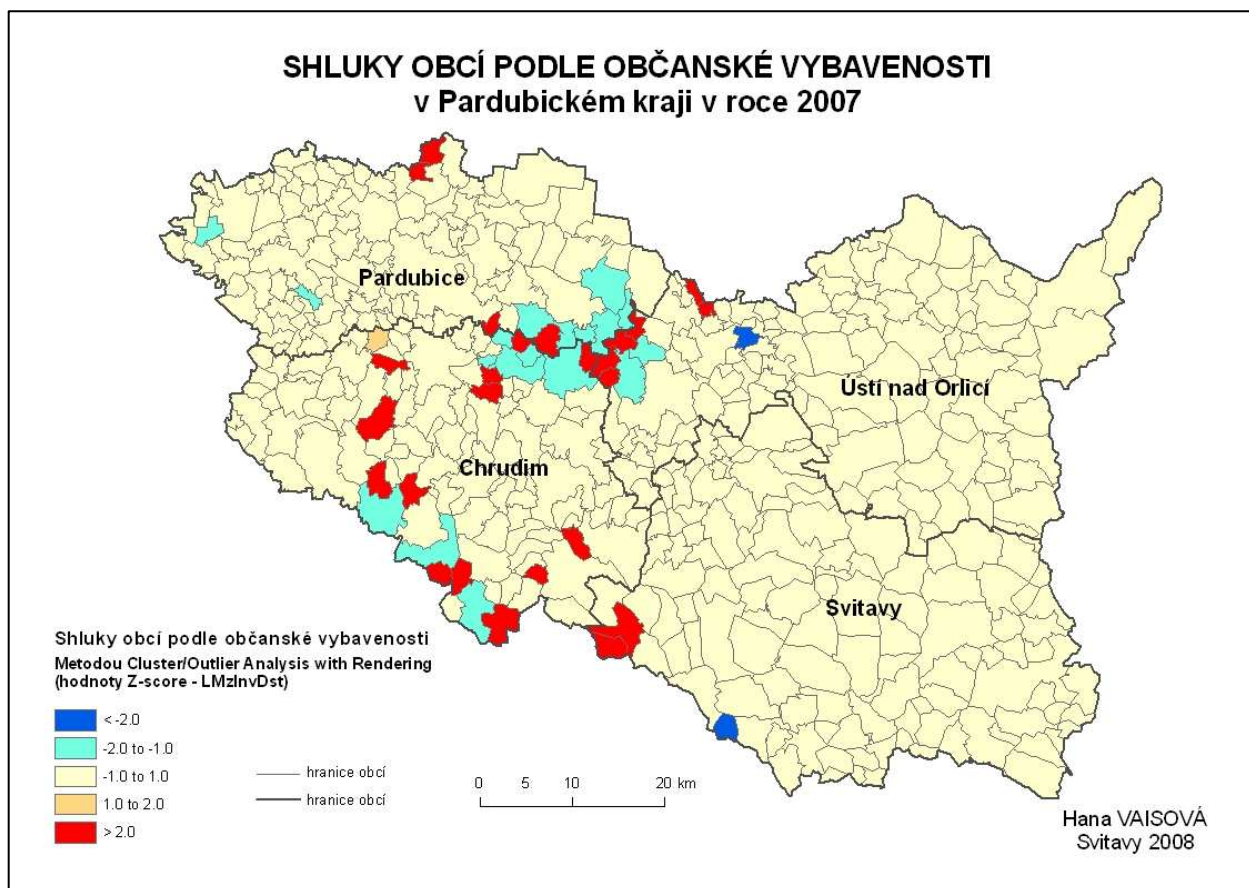 SHLUKY OBCÍ PODLE OBČANSKÉ VYBAVENOSTI
v Pardubickém kraji v roce 2007
Pardubice
Ústí nad Orlicí
Chrudim
Svitavy
Shluky obcí podle občanské vybavenosti
Metodou Cluster/Outlier Analysis with Rendering
(hodnoty Z-score - LMzInvDst)
< -2.0
-2.0 to -1.0
-1.0 to 1.0
1.0 to 2.0
> 2.0
hranice obcí
hranice obcí
0 5 10 20 km
Hana VAISOVÁ
Svitavy 2008